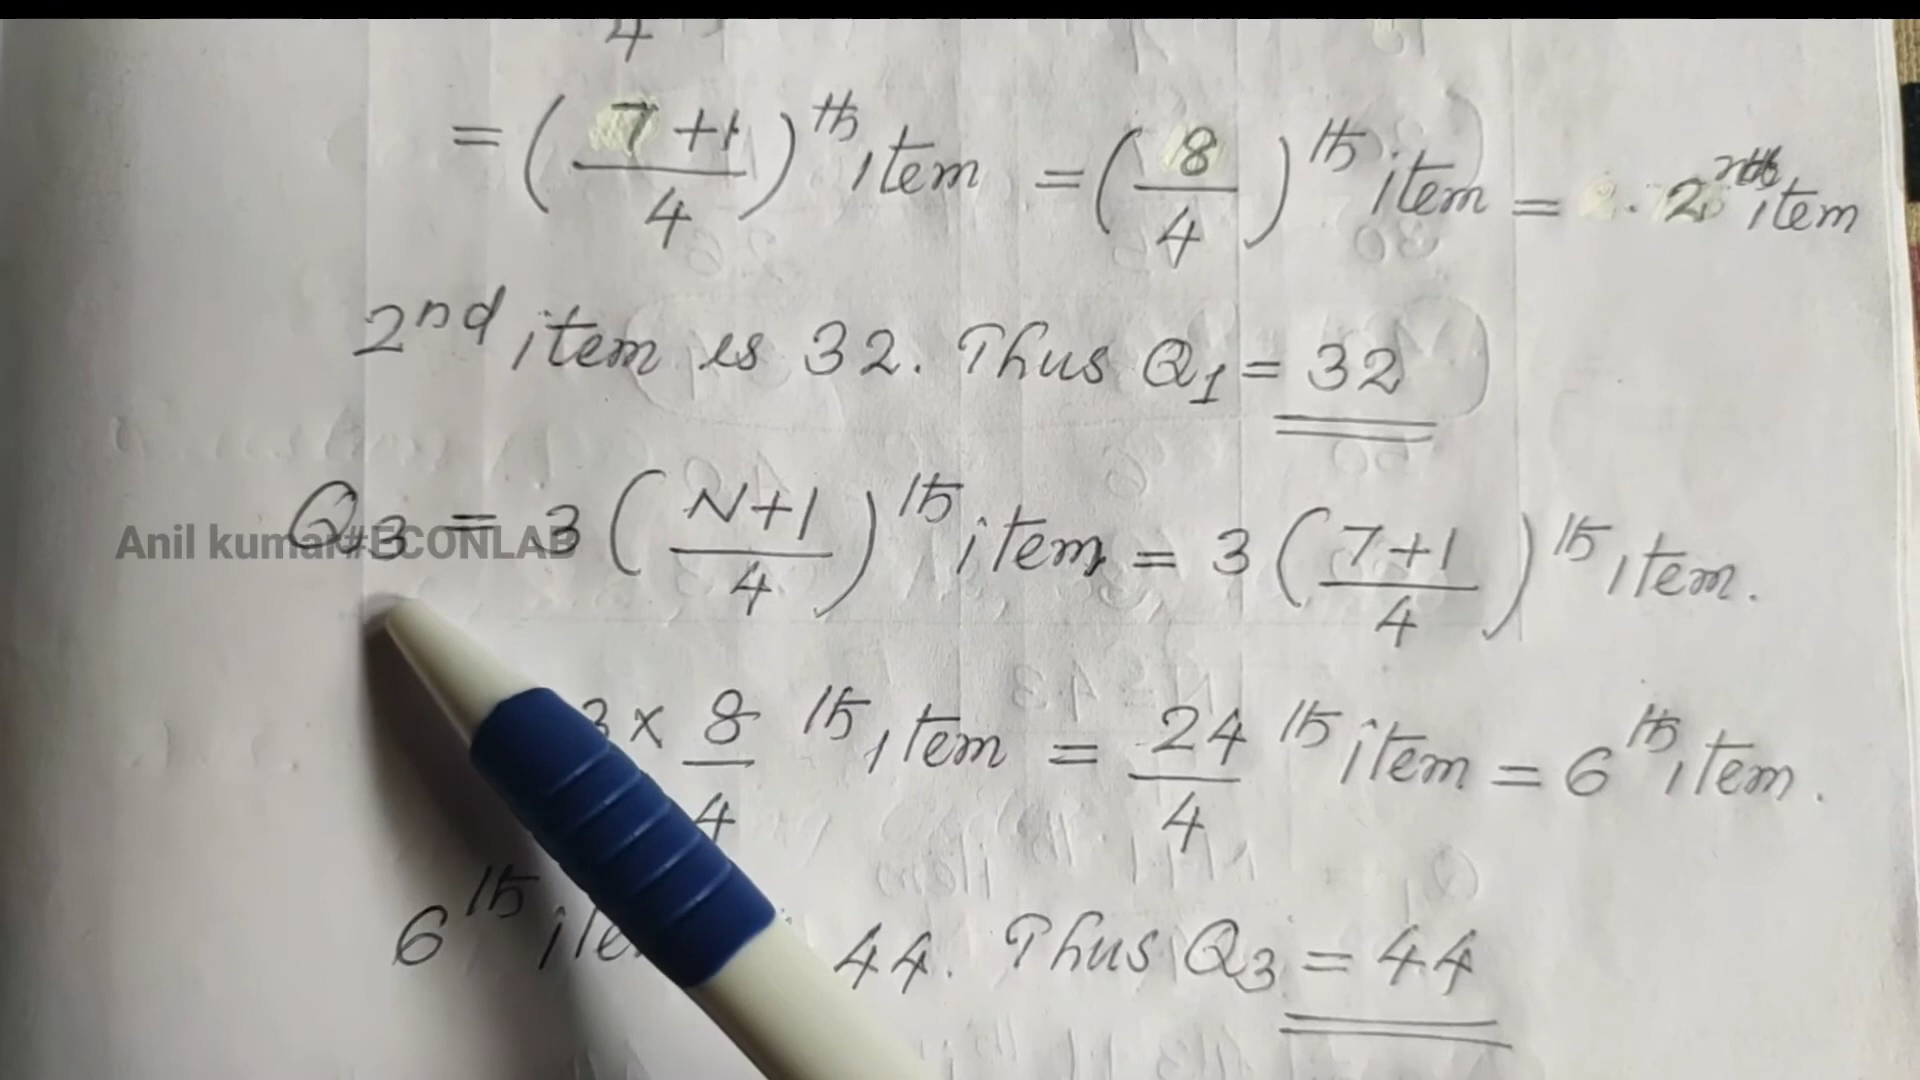 4
= (7+1/4)th item = (8/4)th item = 2nd item
2nd item is 32. Thus Q1 = 32
Q3 = 3 (N+1/4)th item = 3 (7+1/4)th item.
Anil kumar#ECONLAB
3 x 8/4 th item = 24/4 th item = 6th item.
6th 44. Thus Q3 = 44